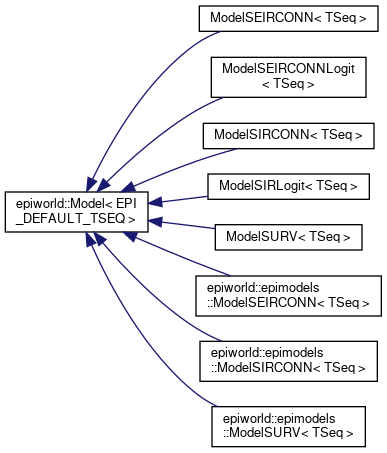 ModelSEIRCONN< TSeq >
ModelSEIRCONNLogit
< TSeq >
ModelSIRCONN< TSeq >
ModelSIRLogit< TSeq >
epiworld::Model< EPI
_DEFAULT_TSEQ >
ModelSURV< TSeq >
epiworld::epimodels
::ModelSEIRCONN< TSeq >
epiworld::epimodels
::ModelSIRCONN< TSeq >
epiworld::epimodels
::ModelSURV< TSeq >